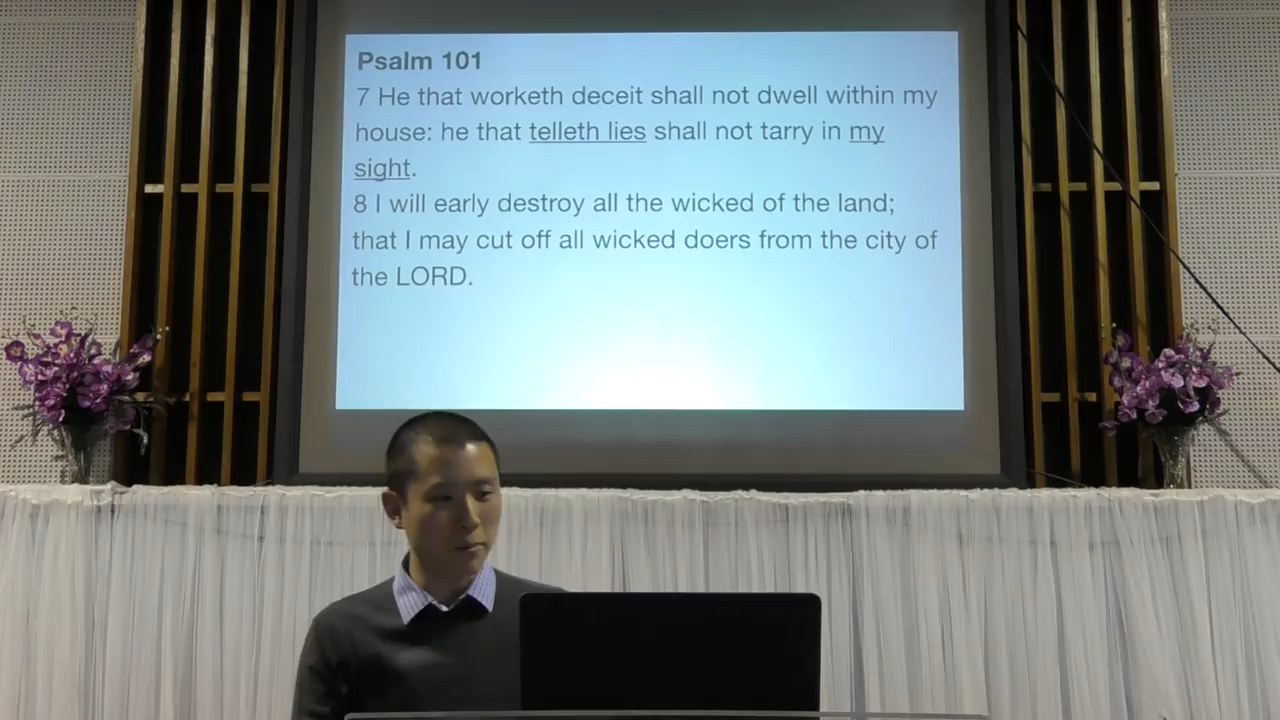 Psalm 101
7 He that worketh deceit shall not dwell within my
house: he that telleth lies shall not tarry in my
sight.
8 I will early destroy all the wicked of the land;
that I may cut off all wicked doers from the city of
the LORD.